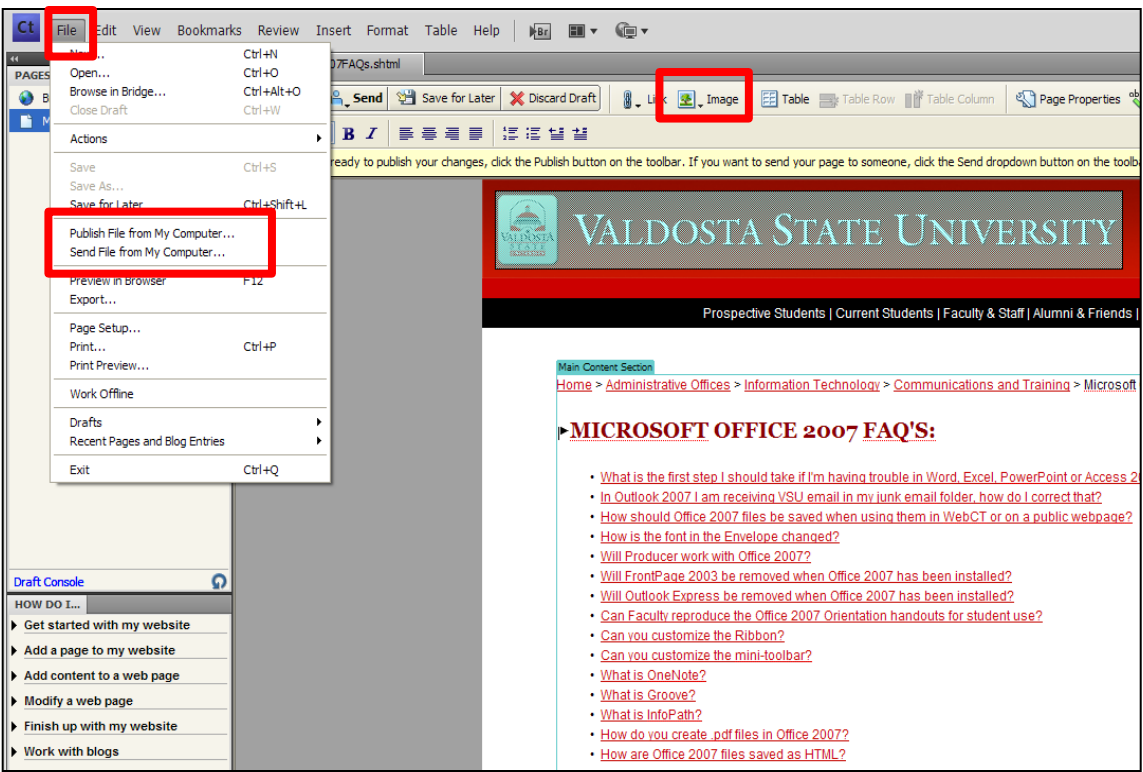 Ct File Edit View Bookmarks Review Insert Format Table Help Br
PAGES
07FAQs.shtml
B
M
New... Ctrl+N
Open... Ctrl+O
Browse in Bridge... Ctrl+Alt+O
Close Draft Ctrl+W
Actions
Save Ctrl+S
Save As...
Save for Later Ctrl+Shift+L
Publish File from My Computer...
Send File from My Computer...
Preview in Browser F12
Export...
Page Setup...
Print... Ctrl+P
Print Preview...
Work Offline
Drafts
Recent Pages and Blog Entries
Exit Ctrl+Q
Send Save for Later Discard Draft Link Image Table Table Row Table Column Page Properties
B I
ready to publish your changes, click the Publish button on the toolbar. If you want to send your page to someone, click the Send dropdown button on the toolb
VALDOSTA STATE VALDOSTA STATE UNIVERSITY
Prospective Students | Current Students | Faculty & Staff | Alumni & Friends |
Main Content Section
Home > Administrative Offices > Information Technology > Communications and Training > Microsoft
MICROSOFT OFFICE 2007 FAQ'S:
• What is the first step I should take if I'm having trouble in Word, Excel, PowerPoint or Access 2
• In Outlook 2007 I am receiving VSU email in my junk email folder, how do I correct that?
• How should Office 2007 files be saved when using them in WebCT or on a public webpage?
• How is the font in the Envelope changed?
• Will Producer work with Office 2007?
• Will FrontPage 2003 be removed when Office 2007 has been installed?
• Will Outlook Express be removed when Office 2007 has been installed?
• Can Faculty reproduce the Office 2007 Orientation handouts for student use?
• Can you customize the Ribbon?
• Can you customize the mini-toolbar?
• What is OneNote?
• What is Groove?
• What is InfoPath?
• How do you create .pdf files in Office 2007?
• How are Office 2007 files saved as HTML?
Draft Console
HOW DO I...
Get started with my website
Add a page to my website
Add content to a web page
Modify a web page
Finish up with my website
Work with blogs